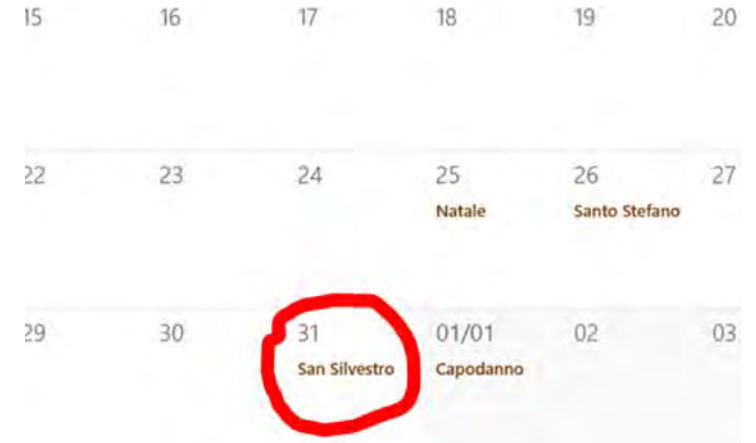 15 16 17 18 19 20
22 23 24 25 26 27
Natale Santo Stefano
29 30 31 01/01 02 03
San Silvestro Capodanno